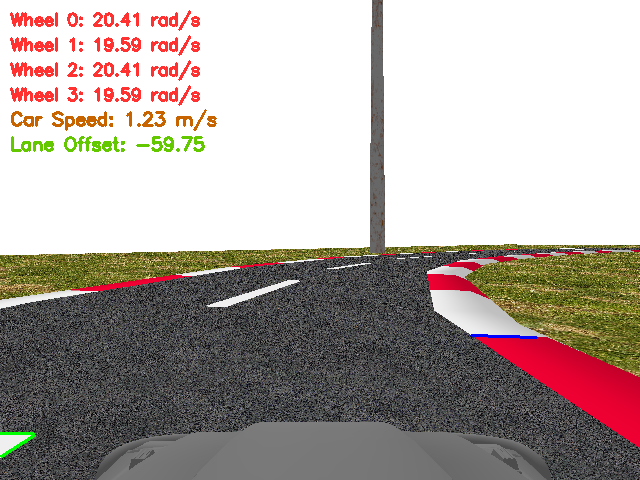 Wheel 0: 20.41 rad/s
Wheel 1: 19.59 rad/s
Wheel 2: 20.41 rad/s
Wheel 3: 19.59 rad/s
Car Speed: 1.23 m/s
Lane Offset: -59.75